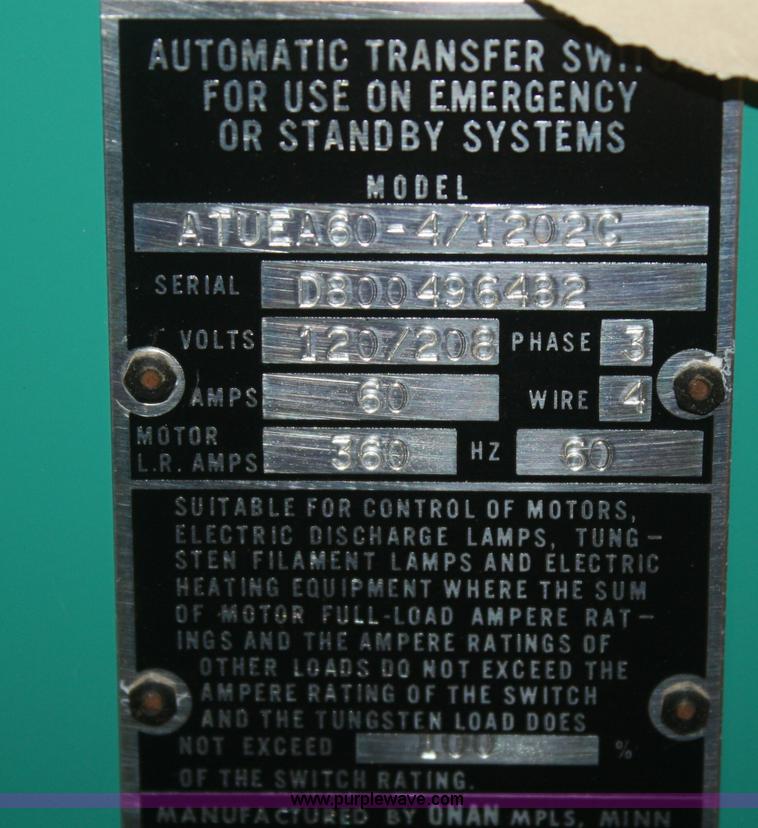 AUTOMATIC TRANSFER
FOR USE ON EMERGENCY
OR STANDBY SYSTEMS
MODEL
ATUEA60-4/1202C
SERIAL D800496482
VOLTS 120/208 PHASE 3
AMPS 60 WIRE 4
MOTOR
L.R. AMPS 360 HZ 60
SUITABLE FOR CONTROL OF MOTORS,
ELECTRIC DISCHARGE LAMPS, TUNG-
STEN FILAMENT LAMPS AND ELECTRIC
HEATING EQUIPMENT WHERE THE SUM
OF MOTOR FULL-LOAD AMPERE RAT-
INGS AND THE AMPERE RATINGS OF
OTHER LOADS DO NOT EXCEED THE
AMPERE RATING OF THE SWITCH
AND THE TUNGSTEN LOAD DOES
NOT EXCEED 100 %
OF THE SWITCH RATING.
www.purplewave.com
MANUFACTURED BY ONAN MPLS, MINN